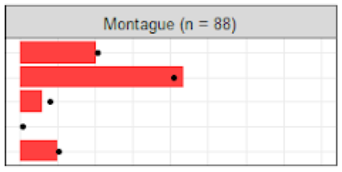 Montague (n = 88)